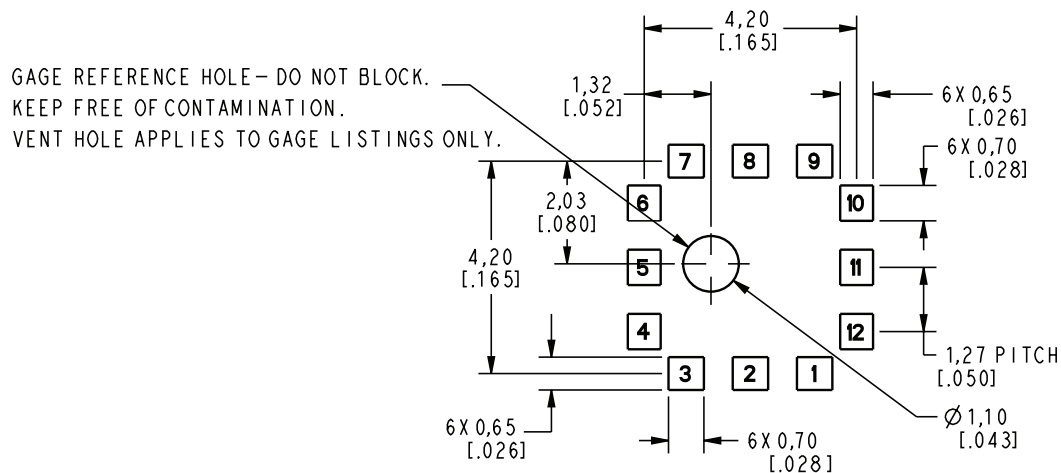 4,20
[.165]
GAGE REFERENCE HOLE– DO NOT BLOCK.
KEEP FREE OF CONTAMINATION.
VENT HOLE APPLIES TO GAGE LISTINGS ONLY.
1,32
[.052]
6X 0,65
[.026]
6X 0,70
[.028]
7 8 9
6 10
2,03
[.080]
4,20
[.165]
5 11
4 12
1,27 PITCH
[.050]
3 2 1
Ø 1,10
[.043]
6X 0,65
[.026]
6X 0,70
[.028]